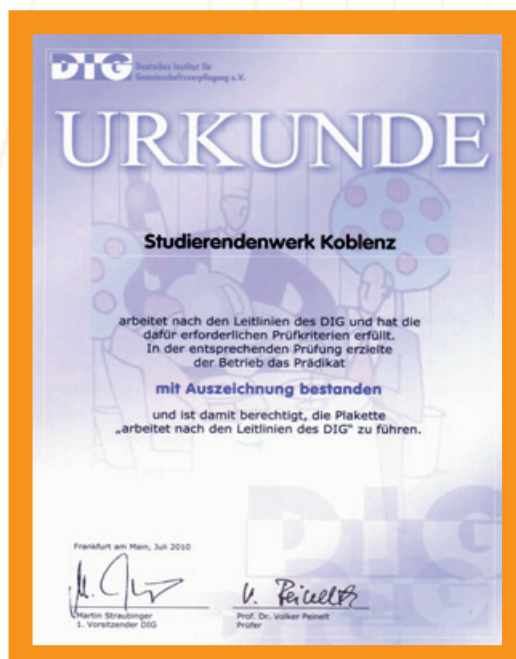 DIG Deutsches Institut für
Gemeinschaftsverpflegung e.V.
URKUNDE
Studierendenwerk Koblenz
arbeitet nach den Leitlinien des DIG und hat die
dafür erforderlichen Prüfkriterien erfüllt.
In der entsprechenden Prüfung erzielte
der Betrieb das Prädikat
mit Auszeichnung bestanden
und ist damit berechtigt, die Plakette
„arbeitet nach den Leitlinien des DIG“ zu führen.
DIG
Frankfurt am Main, Juli 2010
Martin Straubinger
1. Vorsitzender DIG
V. Peinelt
Prof. Dr. Volker Peinelt
Prüfer